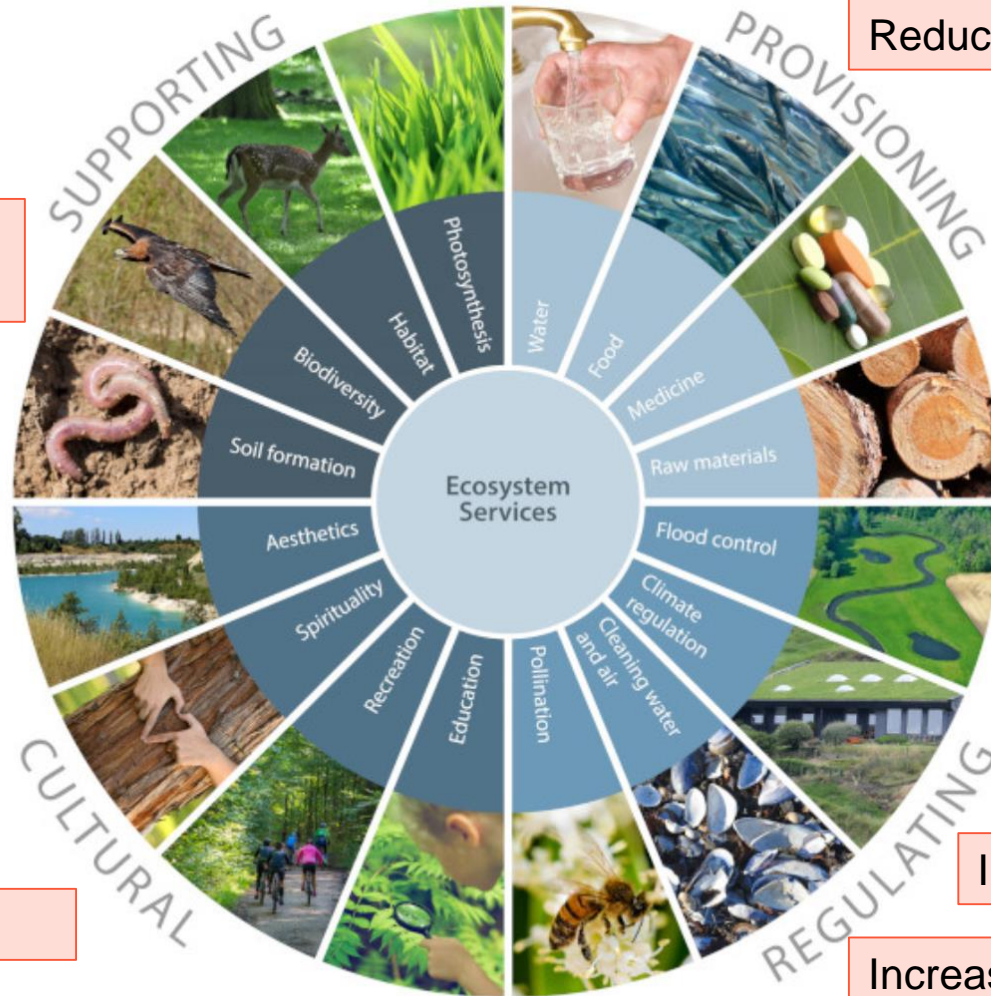 SUPPORTING
PROVISIONING
Reduc
Photosynthesis
Habitat
Biodiversity
Soil formation
Water
Food
Medicine
Raw materials
Ecosystem
Services
Aesthetics
Spirituality
Recreation
Education
Flood control
Climate
regulation
Cleaning water
and air
Pollination
CULTURAL
REGULATING
I
Increas